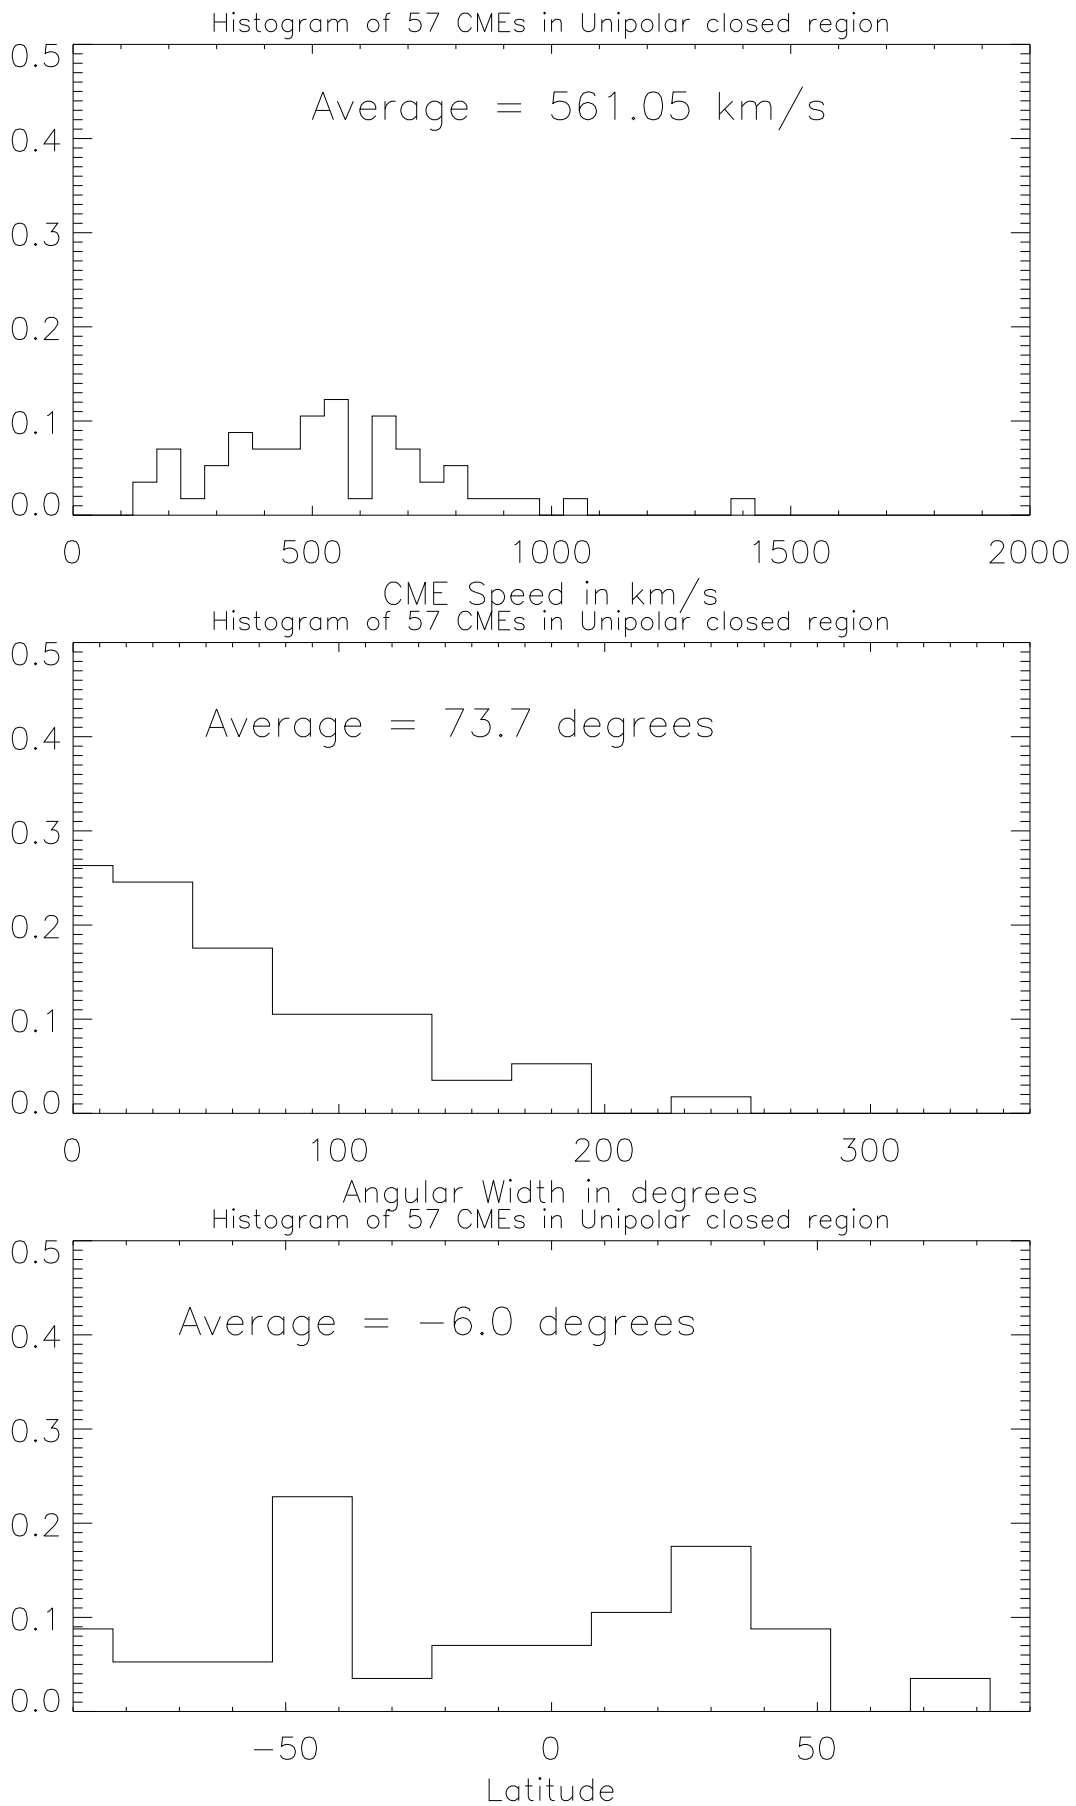 Histogram of 57 CMEs in Unipolar closed region
0.5
Average = 561.05 km/s
0.4
0.3
0.2
0.1
0.0
0 500 1000 1500 2000
CME Speed in km/s
Histogram of 57 CMEs in Unipolar closed region
0.5
Average = 73.7 degrees
0.4
0.3
0.2
0.1
0.0
0 100 200 300
Angular Width in degrees
Histogram of 57 CMEs in Unipolar closed region
0.5
Average = −6.0 degrees
0.4
0.3
0.2
0.1
0.0
−50 0 50
Latitude